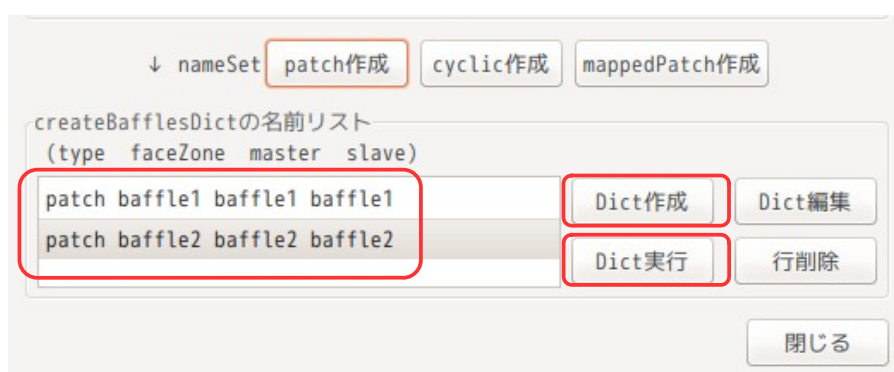 ↓ nameSet patch作成 cyclic作成 mappedPatch作成
createBafflesDictの名前リスト
(type faceZone master slave)
patch baffle1 baffle1 baffle1
patch baffle2 baffle2 baffle2
Dict作成 Dict編集
Dict実行 行削除
閉じる